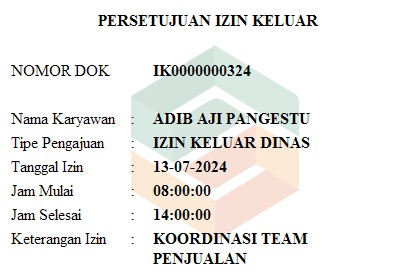 PERSETUJUAN IZIN KELUAR
NOMOR DOK IK0000000324
Nama Karyawan : ADIB AJI PANGESTU
Tipe Pengajuan : IZIN KELUAR DINAS
Tanggal Izin : 13-07-2024
Jam Mulai : 08:00:00
Jam Selesai : 14:00:00
Keterangan Izin : KOORDINASI TEAM
PENJUALAN